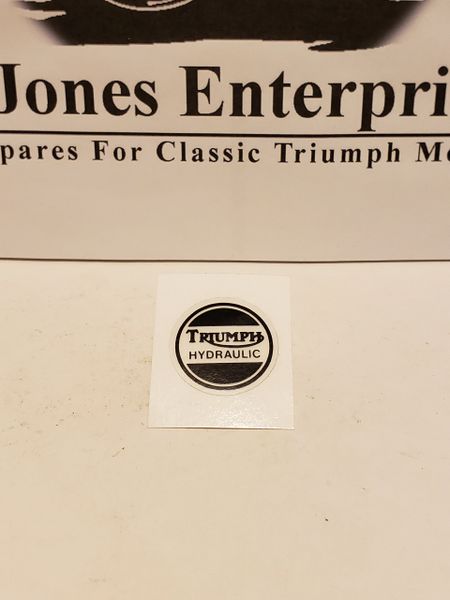 Jones Enterpri
pares For Classic Triumph M
TRIUMPH
HYDRAULIC